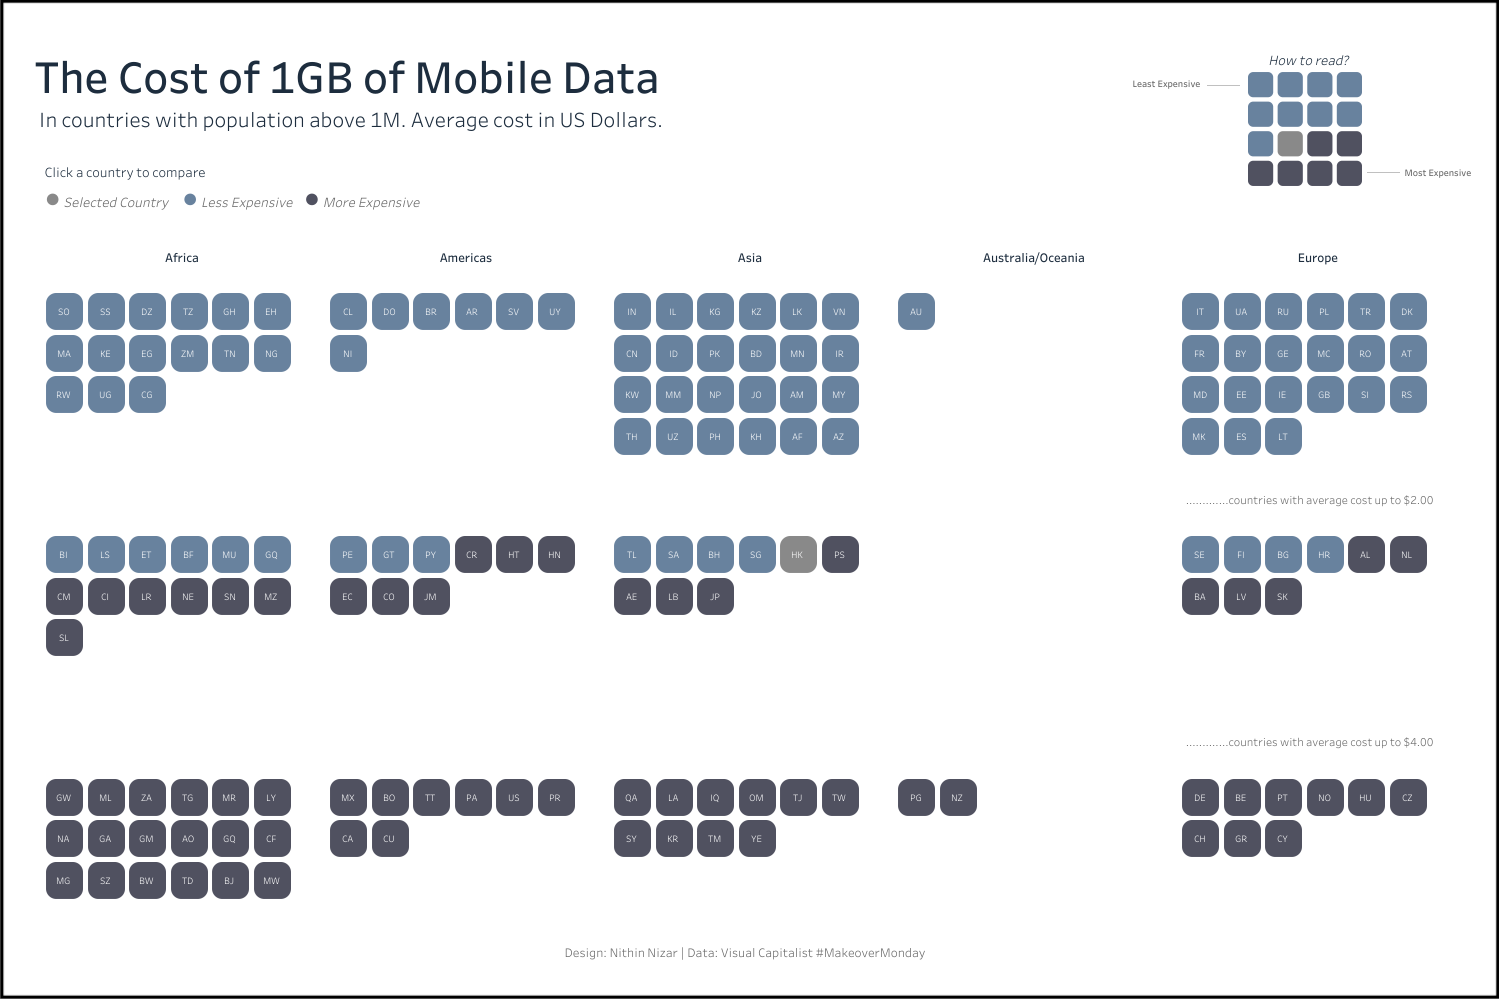 The Cost of 1GB of Mobile Data
In countries with population above 1M. Average cost in US Dollars.
How to read?
Least Expensive
Most Expensive
Click a country to compare
Selected Country Less Expensive More Expensive
Africa Americas Asia Australia/Oceania Europe
SO SS DZ TZ GH EH CL DO BR AR SV UY IN IL KG KZ LK VN AU IT UA RU PL TR DK
MA KE EG ZM TN NG NI CN ID PK BD MN IR FR BY GE MC RO AT
RW UG CG KW MM NP JO AM MY MD EE IE GB SI RS
TH UZ PH KH AF AZ MK ES LT
.............countries with average cost up to $2.00
BI LS ET BF MU GQ PE GT PY CR HT HN TL SA BH SG HK PS SE FI BG HR AL NL
CM CI LR NE SN MZ EC CO JM AE LB JP BA LV SK
SL
.............countries with average cost up to $4.00
GW ML ZA TG MR LY MX BO TT PA US PR QA LA IQ OM TJ TW PG NZ DE BE PT NO HU CZ
NA GA GM AO GQ CF CA CU SY KR TM YE CH GR CY
MG SZ BW TD BJ MW
Design: Nithin Nizar | Data: Visual Capitalist #MakeoverMonday